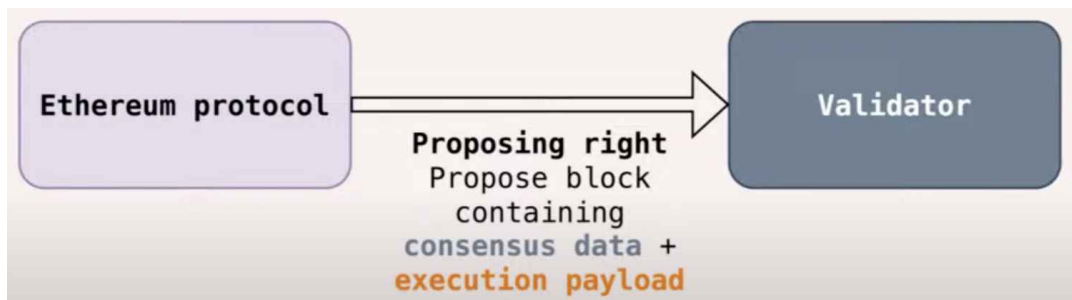 Ethereum protocol
Validator
Proposing right
Propose block
containing
consensus data +
execution payload